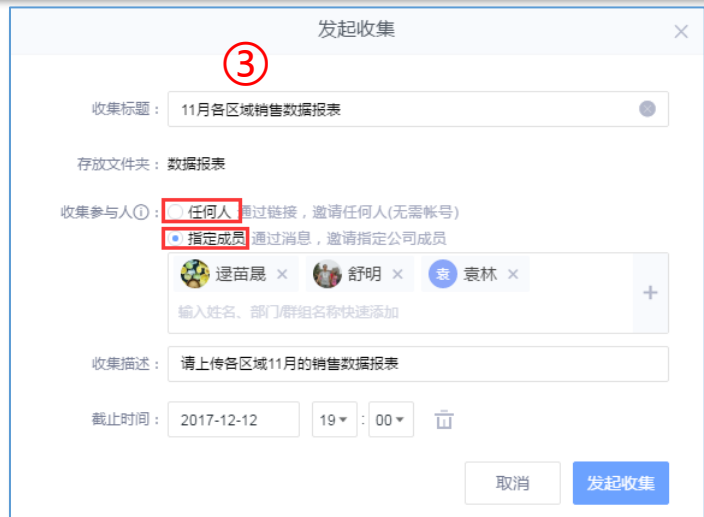 发起收集
③
收集标题： 11月各区域销售数据报表
存放文件夹：数据报表
收集参与人ⓘ： 任何人 通过链接，邀请任何人(无需帐号)
指定成员 通过消息，邀请指定公司成员
逯苗晟 × 舒明 × 袁 袁林 ×
输入姓名、部门/群组名称快速添加
收集描述： 请上传各区域11月的销售数据报表
截止时间： 2017-12-12 19 : 00
取消 发起收集